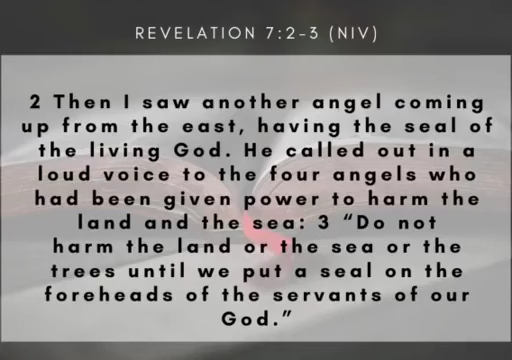 REVELATION 7:2-3 (NIV)
2 Then I saw another angel coming
up from the east, having the seal of
the living God. He called out in a
loud voice to the four angels who
had been given power to harm the
land and the sea: 3 “Do not
harm the land or the sea or the
trees until we put a seal on the
foreheads of the servants of our
God.”